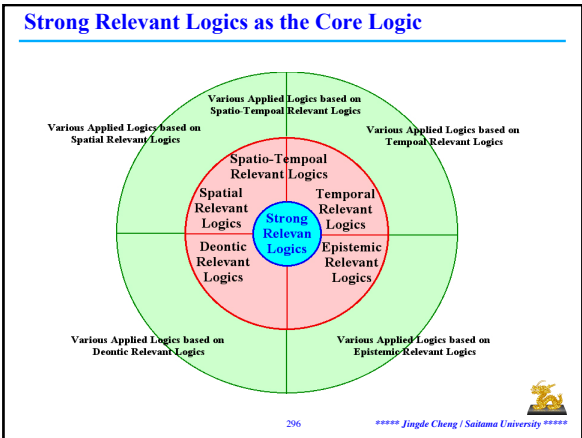 Strong Relevant Logics as the Core Logic
Various Applied Logics based on
Spatio-Tempoal Relevant Logics
Various Applied Logics based on
Spatial Relevant Logics
Various Applied Logics based on
Tempoal Relevant Logics
Spatio-Tempoal
Relevant Logics
Spatial
Relevant
Logics
Temporal
Relevant
Logics
Strong
Relevan
Logics
Deontic
Relevant
Logics
Epistemic
Relevant
Logics
Various Applied Logics based on
Deontic Relevant Logics
Various Applied Logics based on
Epistemic Relevant Logics
296
***** Jingde Cheng / Saitama University *****